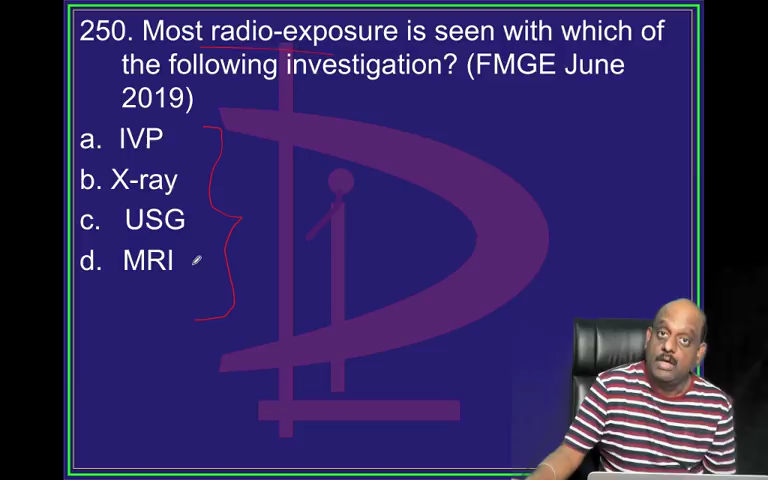 250. Most radio-exposure is seen with which of
the following investigation? (FMGE June
2019)
a. IVP
b. X-ray
c. USG
d. MRI